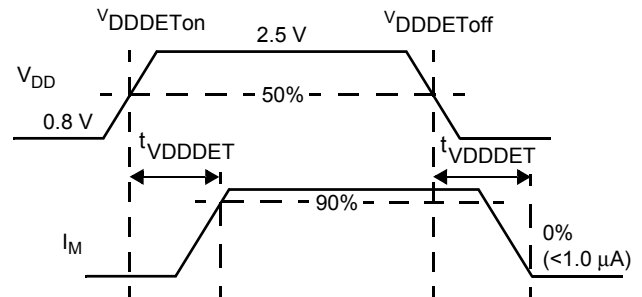 VDDDETon
VDDDEToff
2.5 V
VDD
50%
0.8 V
tVDDDET
tVDDDET
90%
IM
0%
(<1.0 µA)